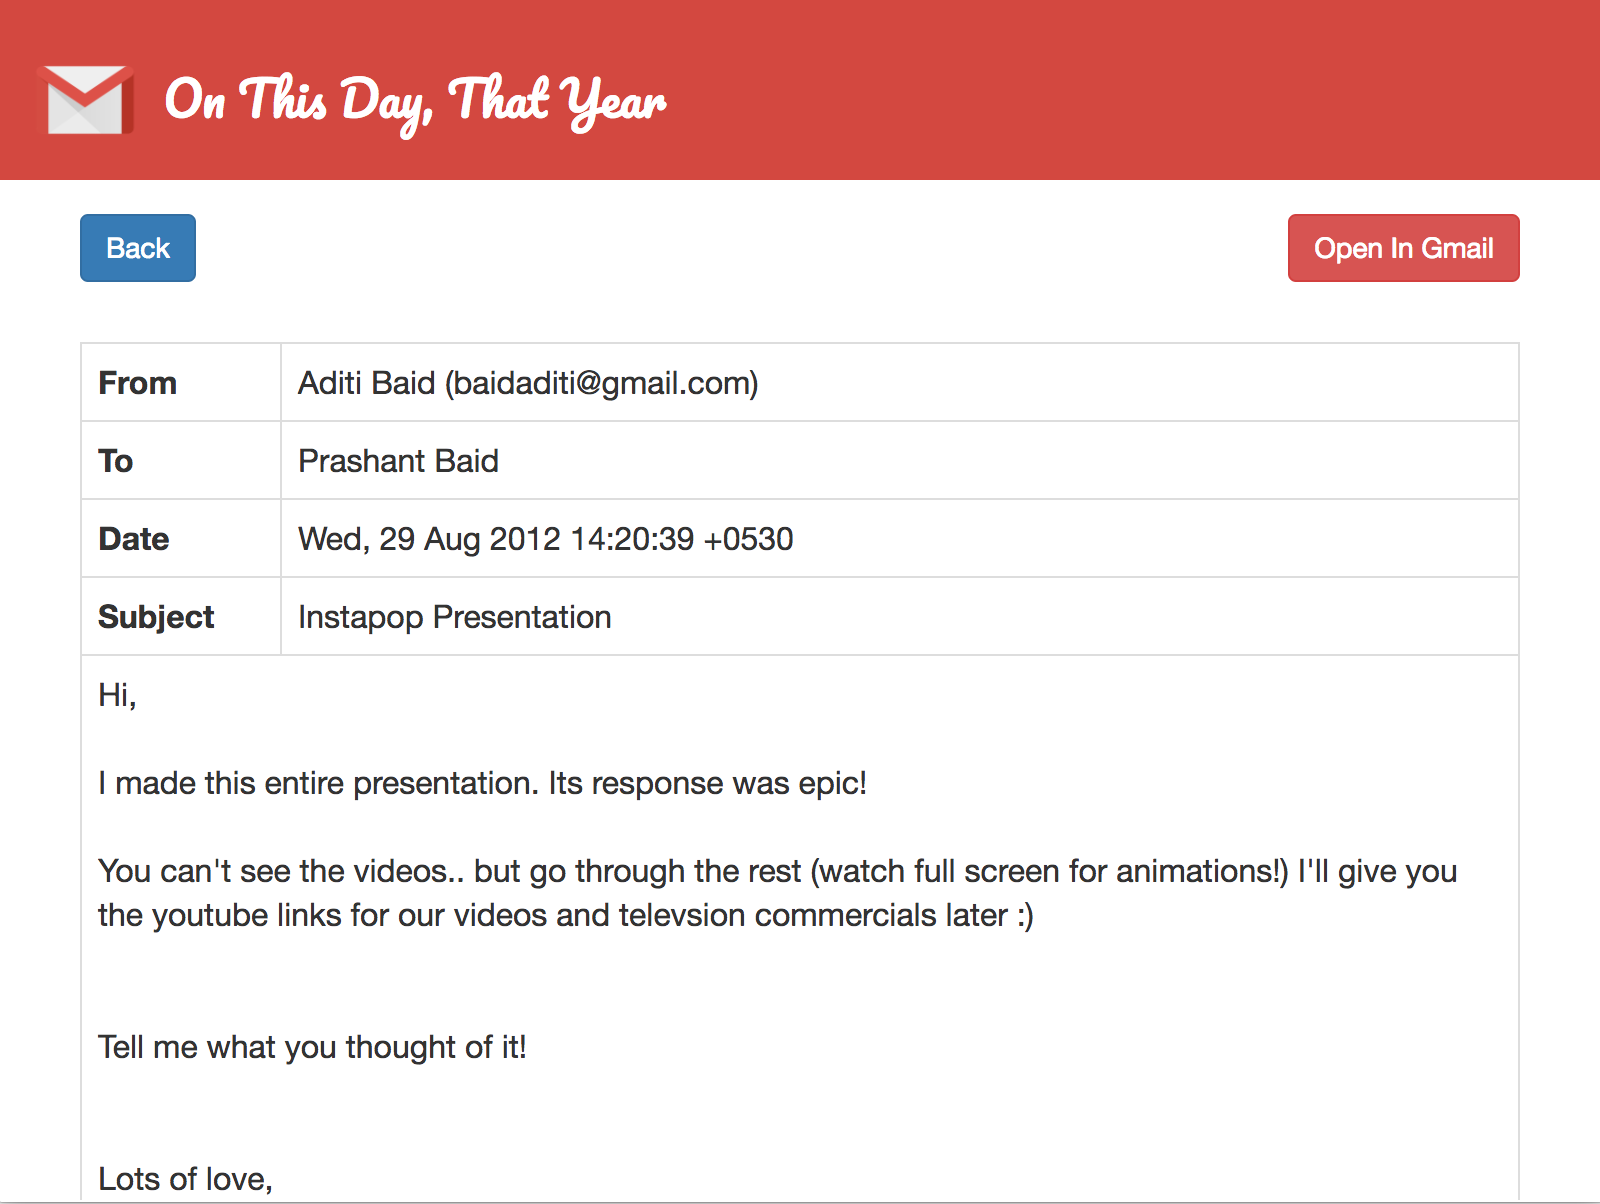 On This Day, That Year
Back
Open In Gmail
From
Aditi Baid (baidaditi@gmail.com)
To
Prashant Baid
Date
Wed, 29 Aug 2012 14:20:39 +0530
Subject
Instapop Presentation
Hi,
I made this entire presentation. Its response was epic!
You can't see the videos.. but go through the rest (watch full screen for animations!) I'll give you
the youtube links for our videos and televsion commercials later :)
Tell me what you thought of it!
Lots of love,